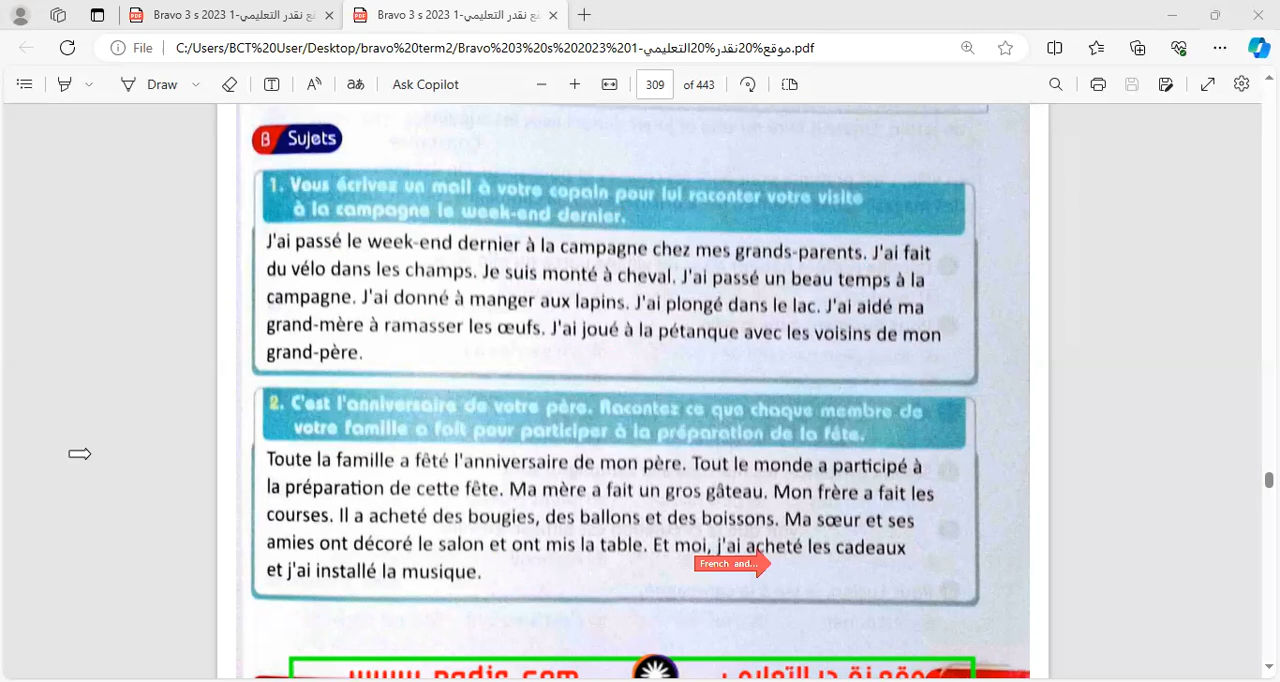 Bravo 3 s 2023 1-موقع نقدر التعليمي
Bravo 3 s 2023 1-موقع نقدر التعليمي
File
C:/Users/BCT%20User/Desktop/bravo%20term2/Bravo%203%20s%202023%201-موقع%20نقدر%20التعليمي.pdf
Draw
aあ
Ask Copilot
309 of 443
B Sujets
1. Vous écrivez un mail à votre copain pour lui raconter votre visite
à la campagne le week-end dernier.
J'ai passé le week-end dernier à la campagne chez mes grands-parents. J'ai fait
du vélo dans les champs. Je suis monté à cheval. J'ai passé un beau temps à la
campagne. J'ai donné à manger aux lapins. J'ai plongé dans le lac. J'ai aidé ma
grand-mère à ramasser les œufs. J'ai joué à la pétanque avec les voisins de mon
grand-père.
2. C'est l'anniversaire de votre père. Racontez ce que chaque membre de
votre famille a fait pour participer à la préparation de la fête.
Toute la famille a fêté l'anniversaire de mon père. Tout le monde a participé à
la préparation de cette fête. Ma mère a fait un gros gâteau. Mon frère a fait les
courses. Il a acheté des bougies, des ballons et des boissons. Ma sœur et ses
amies ont décoré le salon et ont mis la table. Et moi, j'ai acheté les cadeaux
French and...
et j'ai installé la musique.